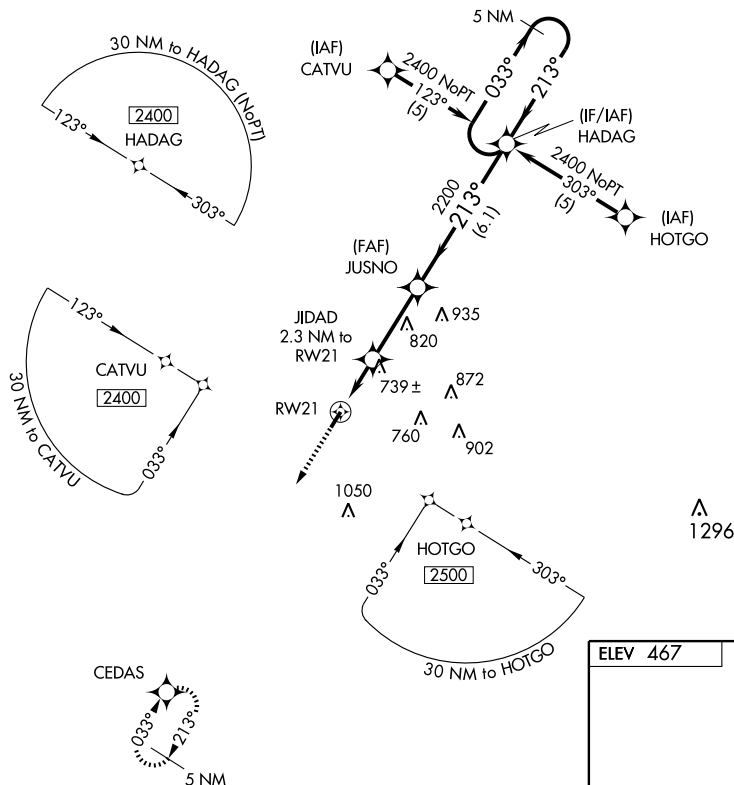 30 NM to HADAG (NoPT)
2400
HADAG
123°
303°
5 NM
(IAF)
CATVU
2400 NoPT
123°
(5)
033°
213°
(IF/IAF)
HADAG
2400 NoPT
303°
(5)
(IAF)
HOTGO
2200
213°
(6.1)
(FAF)
JUSNO
JIDAD
2.3 NM to
RW21
935
820
739 ±
872
760
902
RW21
1050
1296
123°
CATVU
2400
30 NM to CATVU
033°
HOTGO
2500
033°
303°
30 NM to HOTGO
CEDAS
033°
213°
5 NM
ELEV 467